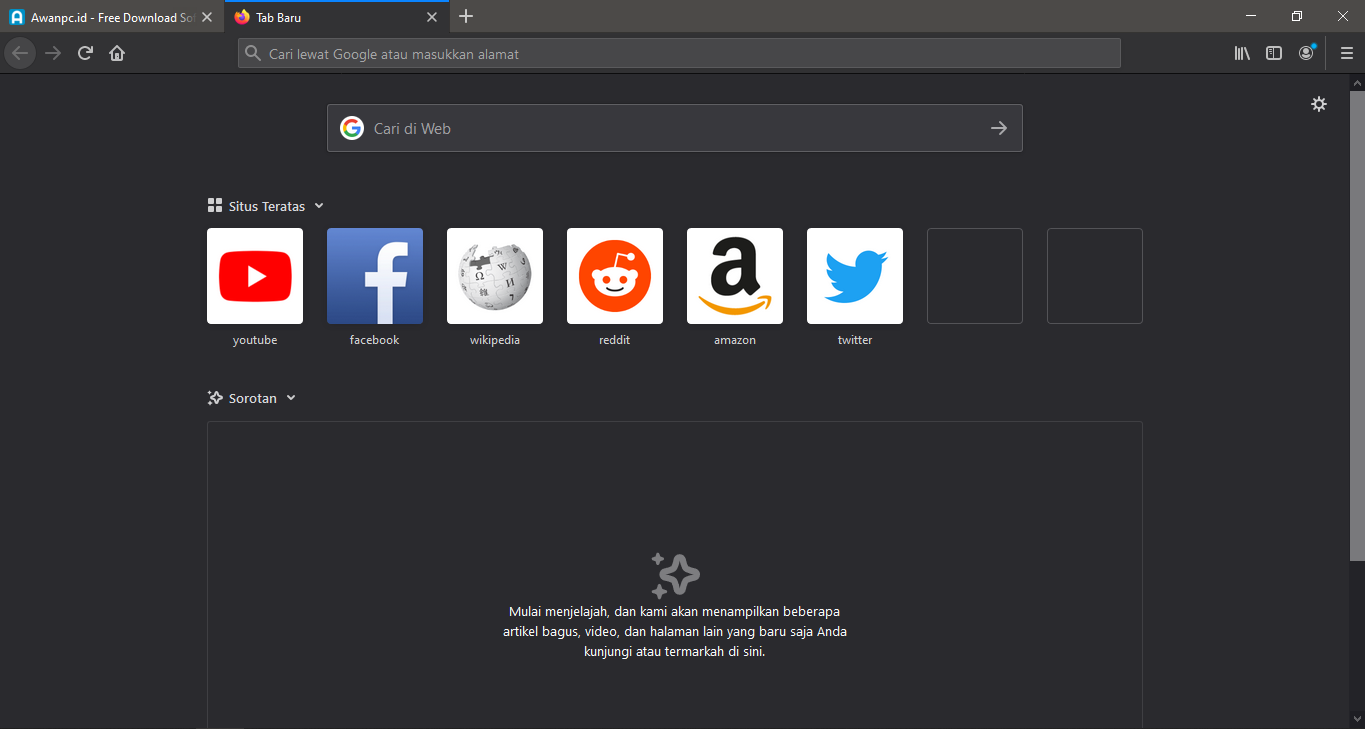 Awanpc.id - Free Download Sof
Tab Baru
Cari lewat Google atau masukkan alamat
Cari di Web
Situs Teratas
youtube
facebook
wikipedia
reddit
amazon
twitter
Sorotan
Mulai menjelajah, dan kami akan menampilkan beberapa
artikel bagus, video, dan halaman lain yang baru saja Anda
kunjungi atau termarkah di sini.